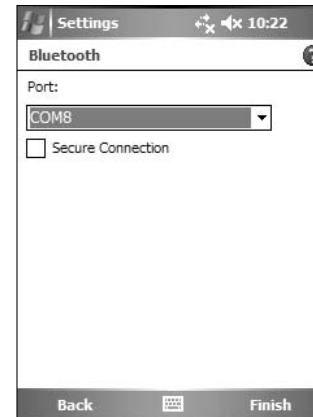 Settings 10:22
Bluetooth
Port:
COM8
Secure Connection
Back Finish